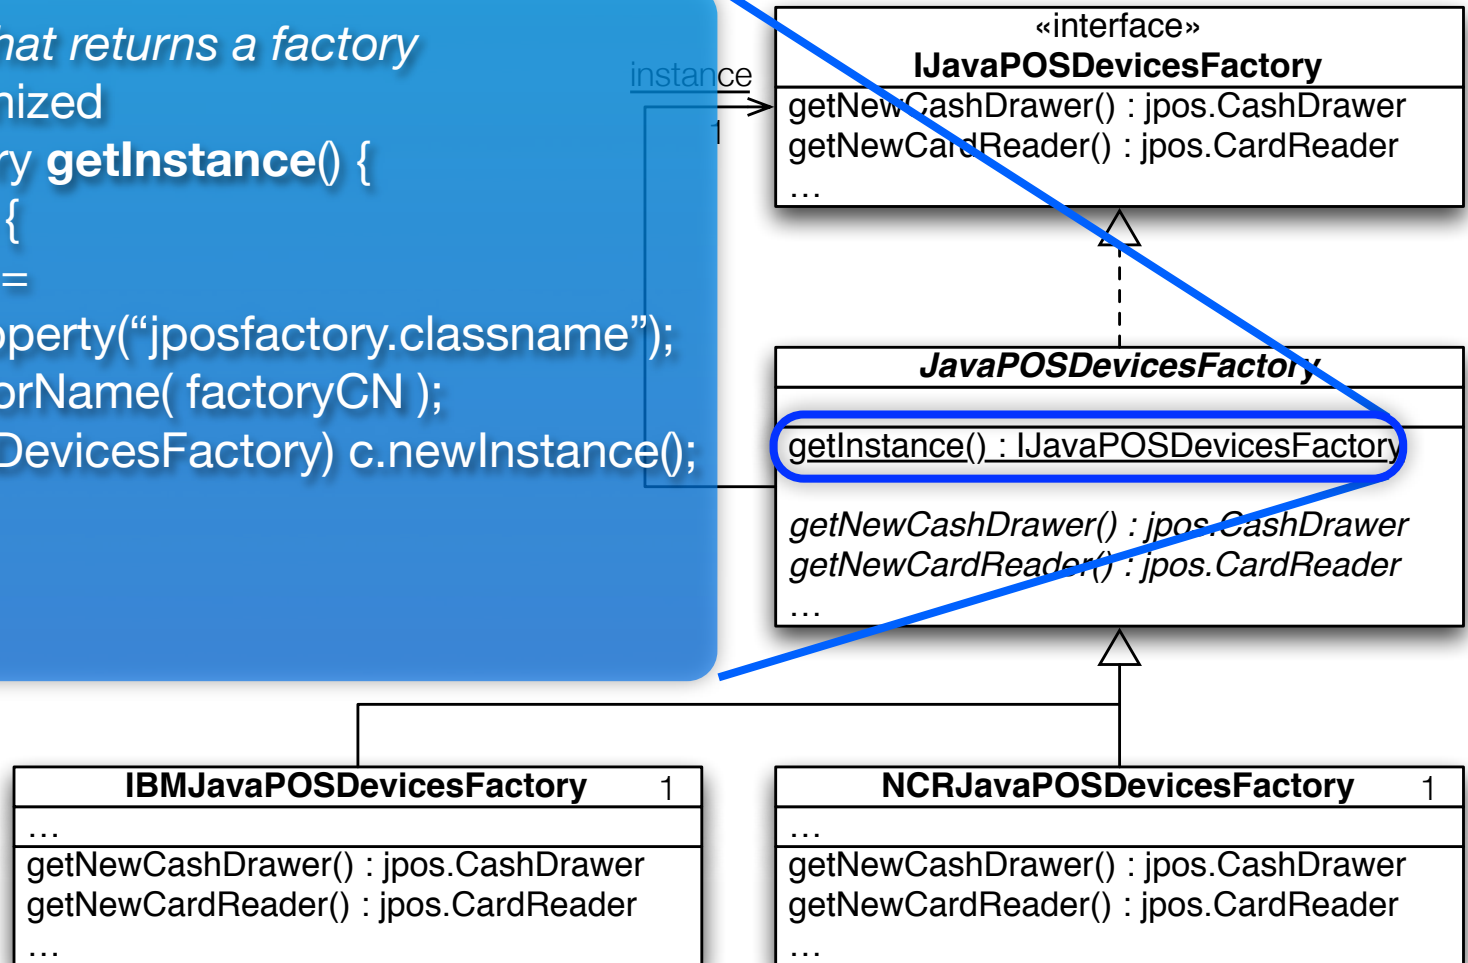 hat returns a factory
nized
ry getInstance() {
{
=
operty(“jposfactory.classname”);
orName( factoryCN );
DevicesFactory) c.newInstance();
instance
1
«interface»
IJavaPOSDevicesFactory
getNewCashDrawer() : jpos.CashDrawer
getNewCardReader() : jpos.CardReader
…
JavaPOSDevicesFactory
getInstance() : IJavaPOSDevicesFactory
getNewCashDrawer() : jpos.CashDrawer
getNewCardReader() : jpos.CardReader
…
IBMJavaPOSDevicesFactory 1
…
getNewCashDrawer() : jpos.CashDrawer
getNewCardReader() : jpos.CardReader
…
NCRJavaPOSDevicesFactory 1
…
getNewCashDrawer() : jpos.CashDrawer
getNewCardReader() : jpos.CardReader
…